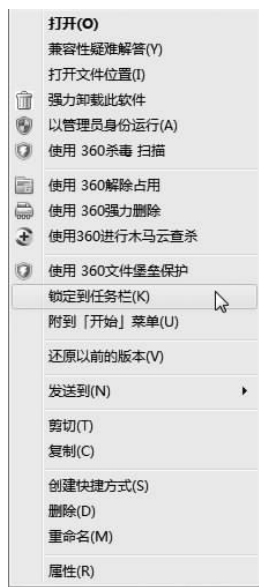 打开(O)
兼容性疑难解答(Y)
打开文件位置(I)
强力卸载此软件
以管理员身份运行(A)
使用 360杀毒 扫描
使用 360解除占用
使用 360强力删除
使用360进行木马云查杀
使用 360文件堡垒保护
锁定到任务栏(K)
附到「开始」菜单(U)
还原以前的版本(V)
发送到(N)
剪切(T)
复制(C)
创建快捷方式(S)
删除(D)
重命名(M)
属性(R)